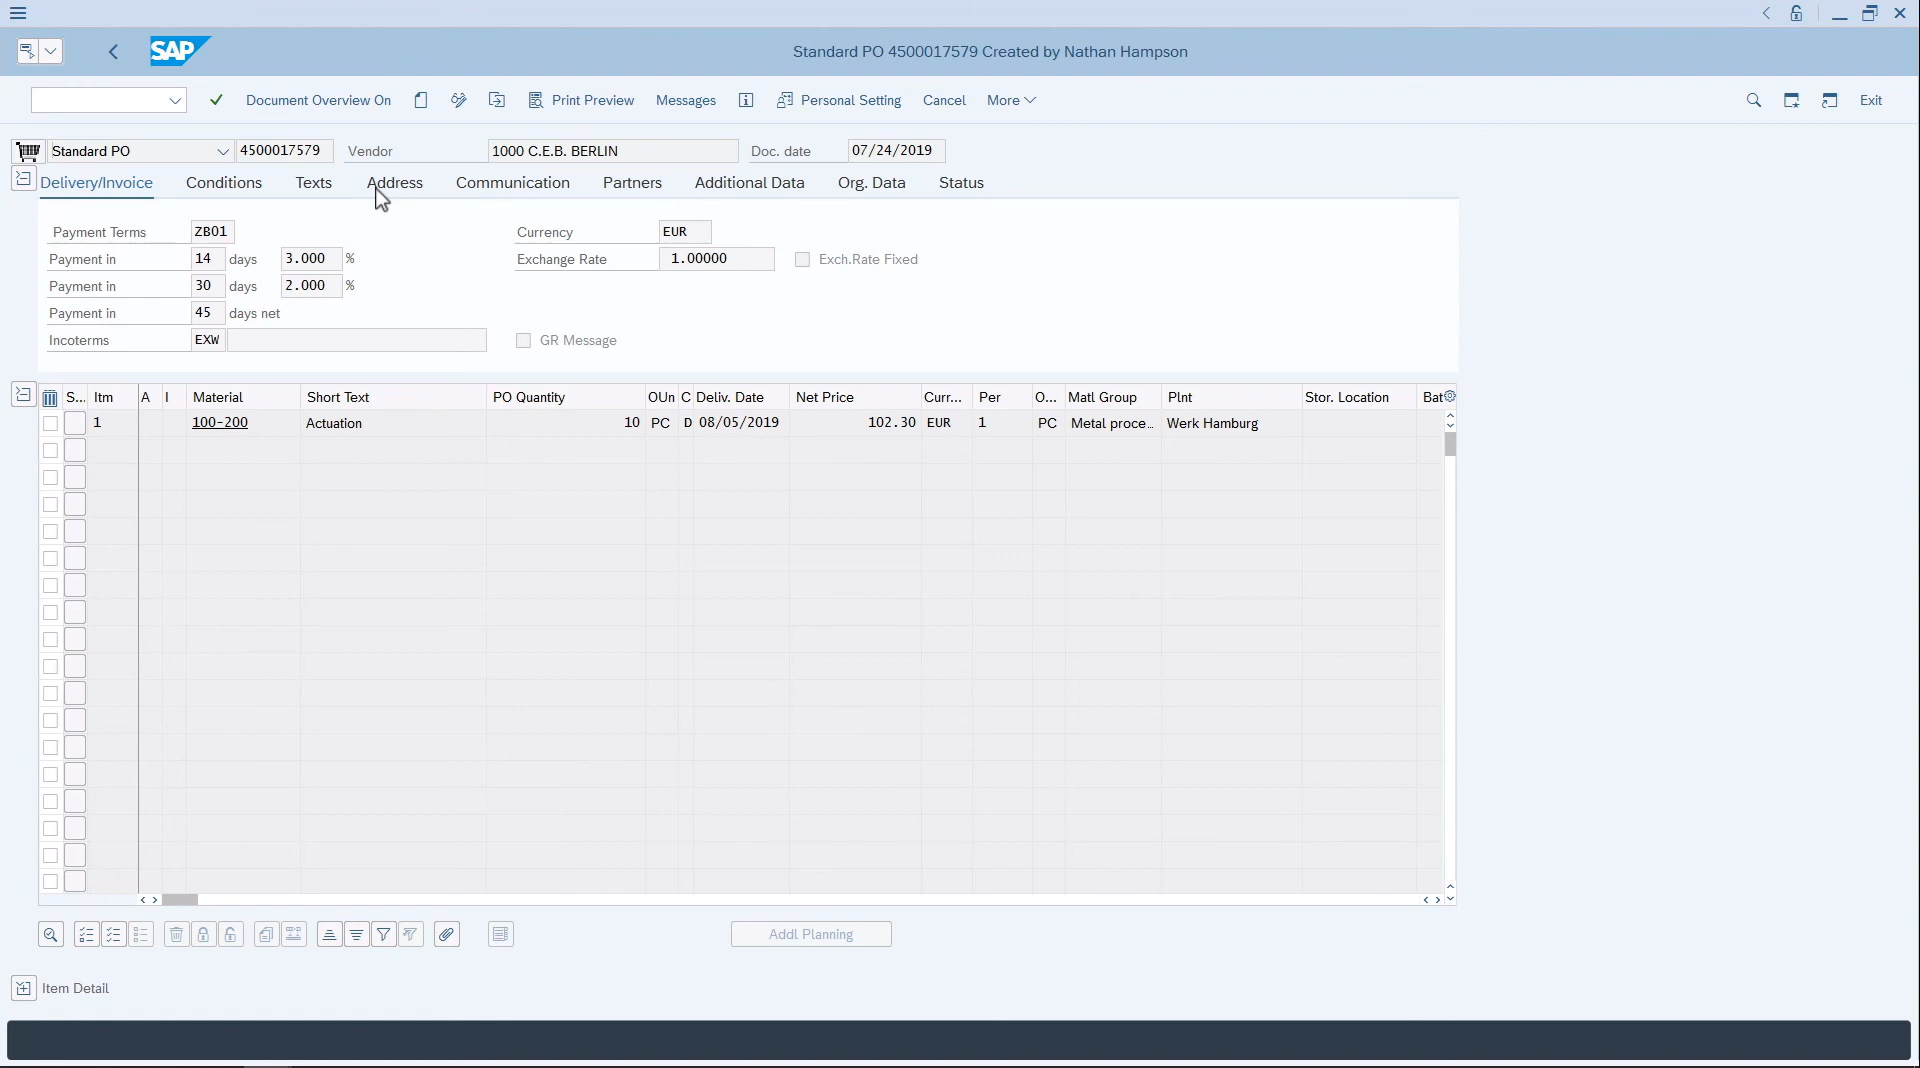 SAP Standard PO 4500017579 Created by Nathan Hampson
Document Overview On Print Preview Messages Personal Setting Cancel More Exit
Standard PO 4500017579 Vendor 1000 C.E.B. BERLIN Doc. date 07/24/2019
Delivery/Invoice Conditions Texts Address Communication Partners Additional Data Org. Data Status
Payment Terms ZB01 Currency EUR
Payment in 14 days 3.000 % Exchange Rate 1.00000 Exch.Rate Fixed
Payment in 30 days 2.000 %
Payment in 45 days net
Incoterms EXW GR Message
S... Itm A I Material Short Text PO Quantity OUn C Deliv. Date Net Price Curr... Per O... Matl Group Plnt Stor. Location Bat
1 100-200 Actuation 10 PC D 08/05/2019 102.30 EUR 1 PC Metal proce... Werk Hamburg
Addl Planning
Item Detail